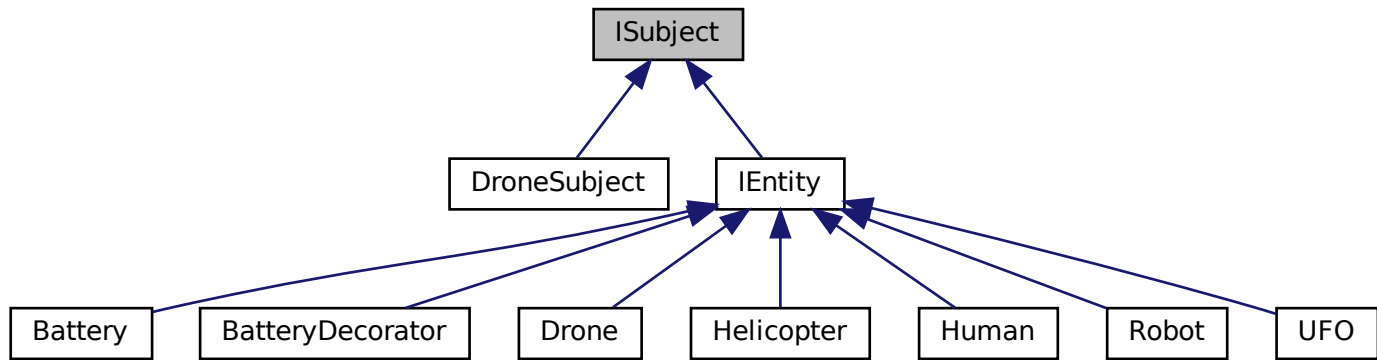 ISubject
DroneSubject
IEntity
Battery
BatteryDecorator
Drone
Helicopter
Human
Robot
UFO